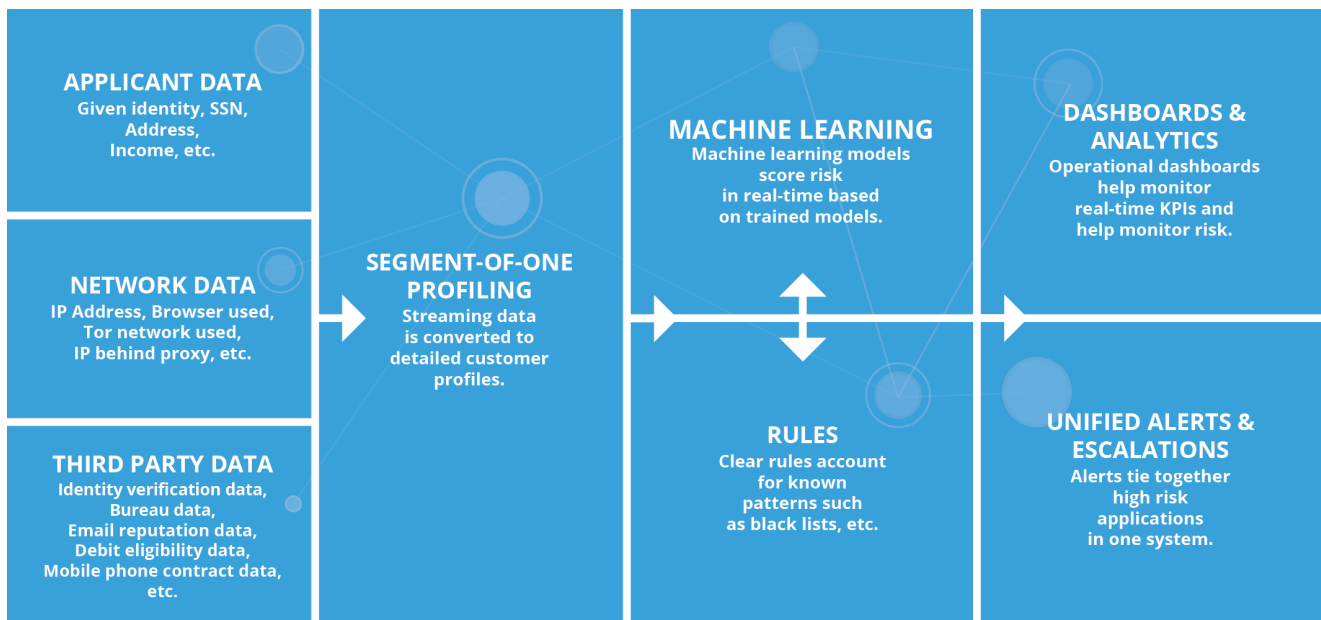 APPLICANT DATA
Given identity, SSN,
Address,
Income, etc.
NETWORK DATA
IP Address, Browser used,
Tor network used,
IP behind proxy, etc.
THIRD PARTY DATA
Identity verification data,
Bureau data,
Email reputation data,
Debit eligibility data,
Mobile phone contract data,
etc.
SEGMENT-OF-ONE
PROFILING
Streaming data
is converted to
detailed customer
profiles.
MACHINE LEARNING
Machine learning models
score risk
in real-time based
on trained models.
RULES
Clear rules account
for known
patterns such
as black lists, etc.
DASHBOARDS &
ANALYTICS
Operational dashboards
help monitor
real-time KPIs and
help monitor risk.
UNIFIED ALERTS &
ESCALATIONS
Alerts tie together
high risk
applications
in one system.